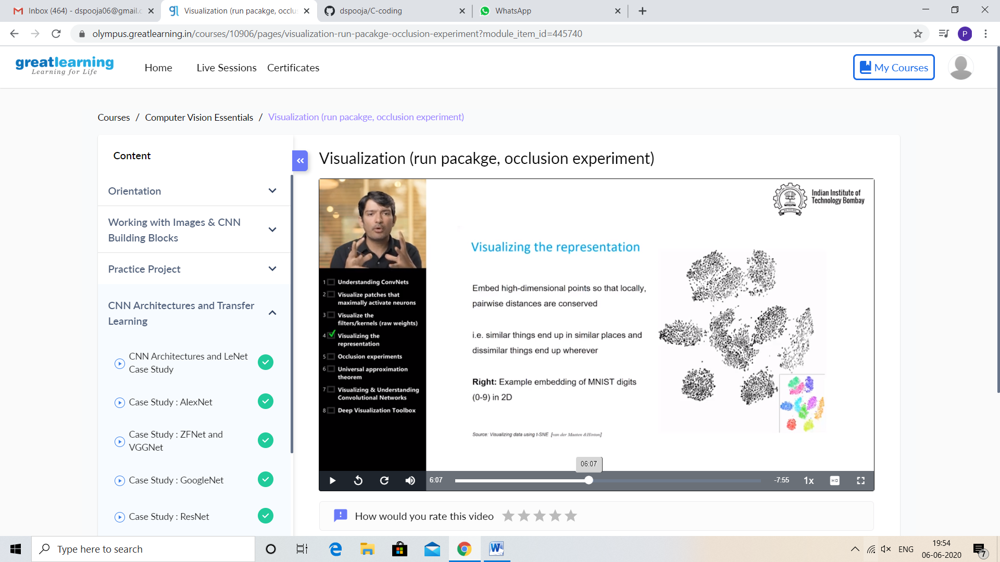 Inbox (464) - dspooja06@gmail.c
Visualization (run pacakge, occlus
dspooja/C-coding
WhatsApp
olympus.greatlearning.in/courses/10906/pages/visualization-run-pacakge-occlusion-experiment?module_item_id=445740
P
greatlearning
Learning for Life
Home
Live Sessions
Certificates
My Courses
Courses / Computer Vision Essentials / Visualization (run pacakge, occlusion experiment)
Content
Orientation
Working with Images & CNN
Building Blocks
Practice Project
CNN Architectures and Transfer
Learning
CNN Architectures and LeNet
Case Study
Case Study : AlexNet
Case Study : ZFNet and
VGGNet
Case Study : GoogleNet
Case Study : ResNet
Visualization (run pacakge, occlusion experiment)
1 Understanding ConvNets
2 Visualize patches that
maximally activate neurons
3 Visualize the
filters/kernels (raw weights)
4 Visualizing the
representation
5 Occlusion experiments
6 Universal approximation
theorem
7 Visualizing & Understanding
Convolutional Networks
8 Deep Visualization Toolbox
Indian Institute of
Technology Bombay
Visualizing the representation
Embed high-dimensional points so that locally,
pairwise distances are conserved
i.e. similar things end up in similar places and
dissimilar things end up wherever
Right: Example embedding of MNIST digits
(0-9) in 2D
Source: Visualizing data using t-SNE [van der Maaten &Hinton]
06:07
6:07
-7:55
1x
HD
How would you rate this video
Type here to search
ENG
19:54
06-06-2020
7